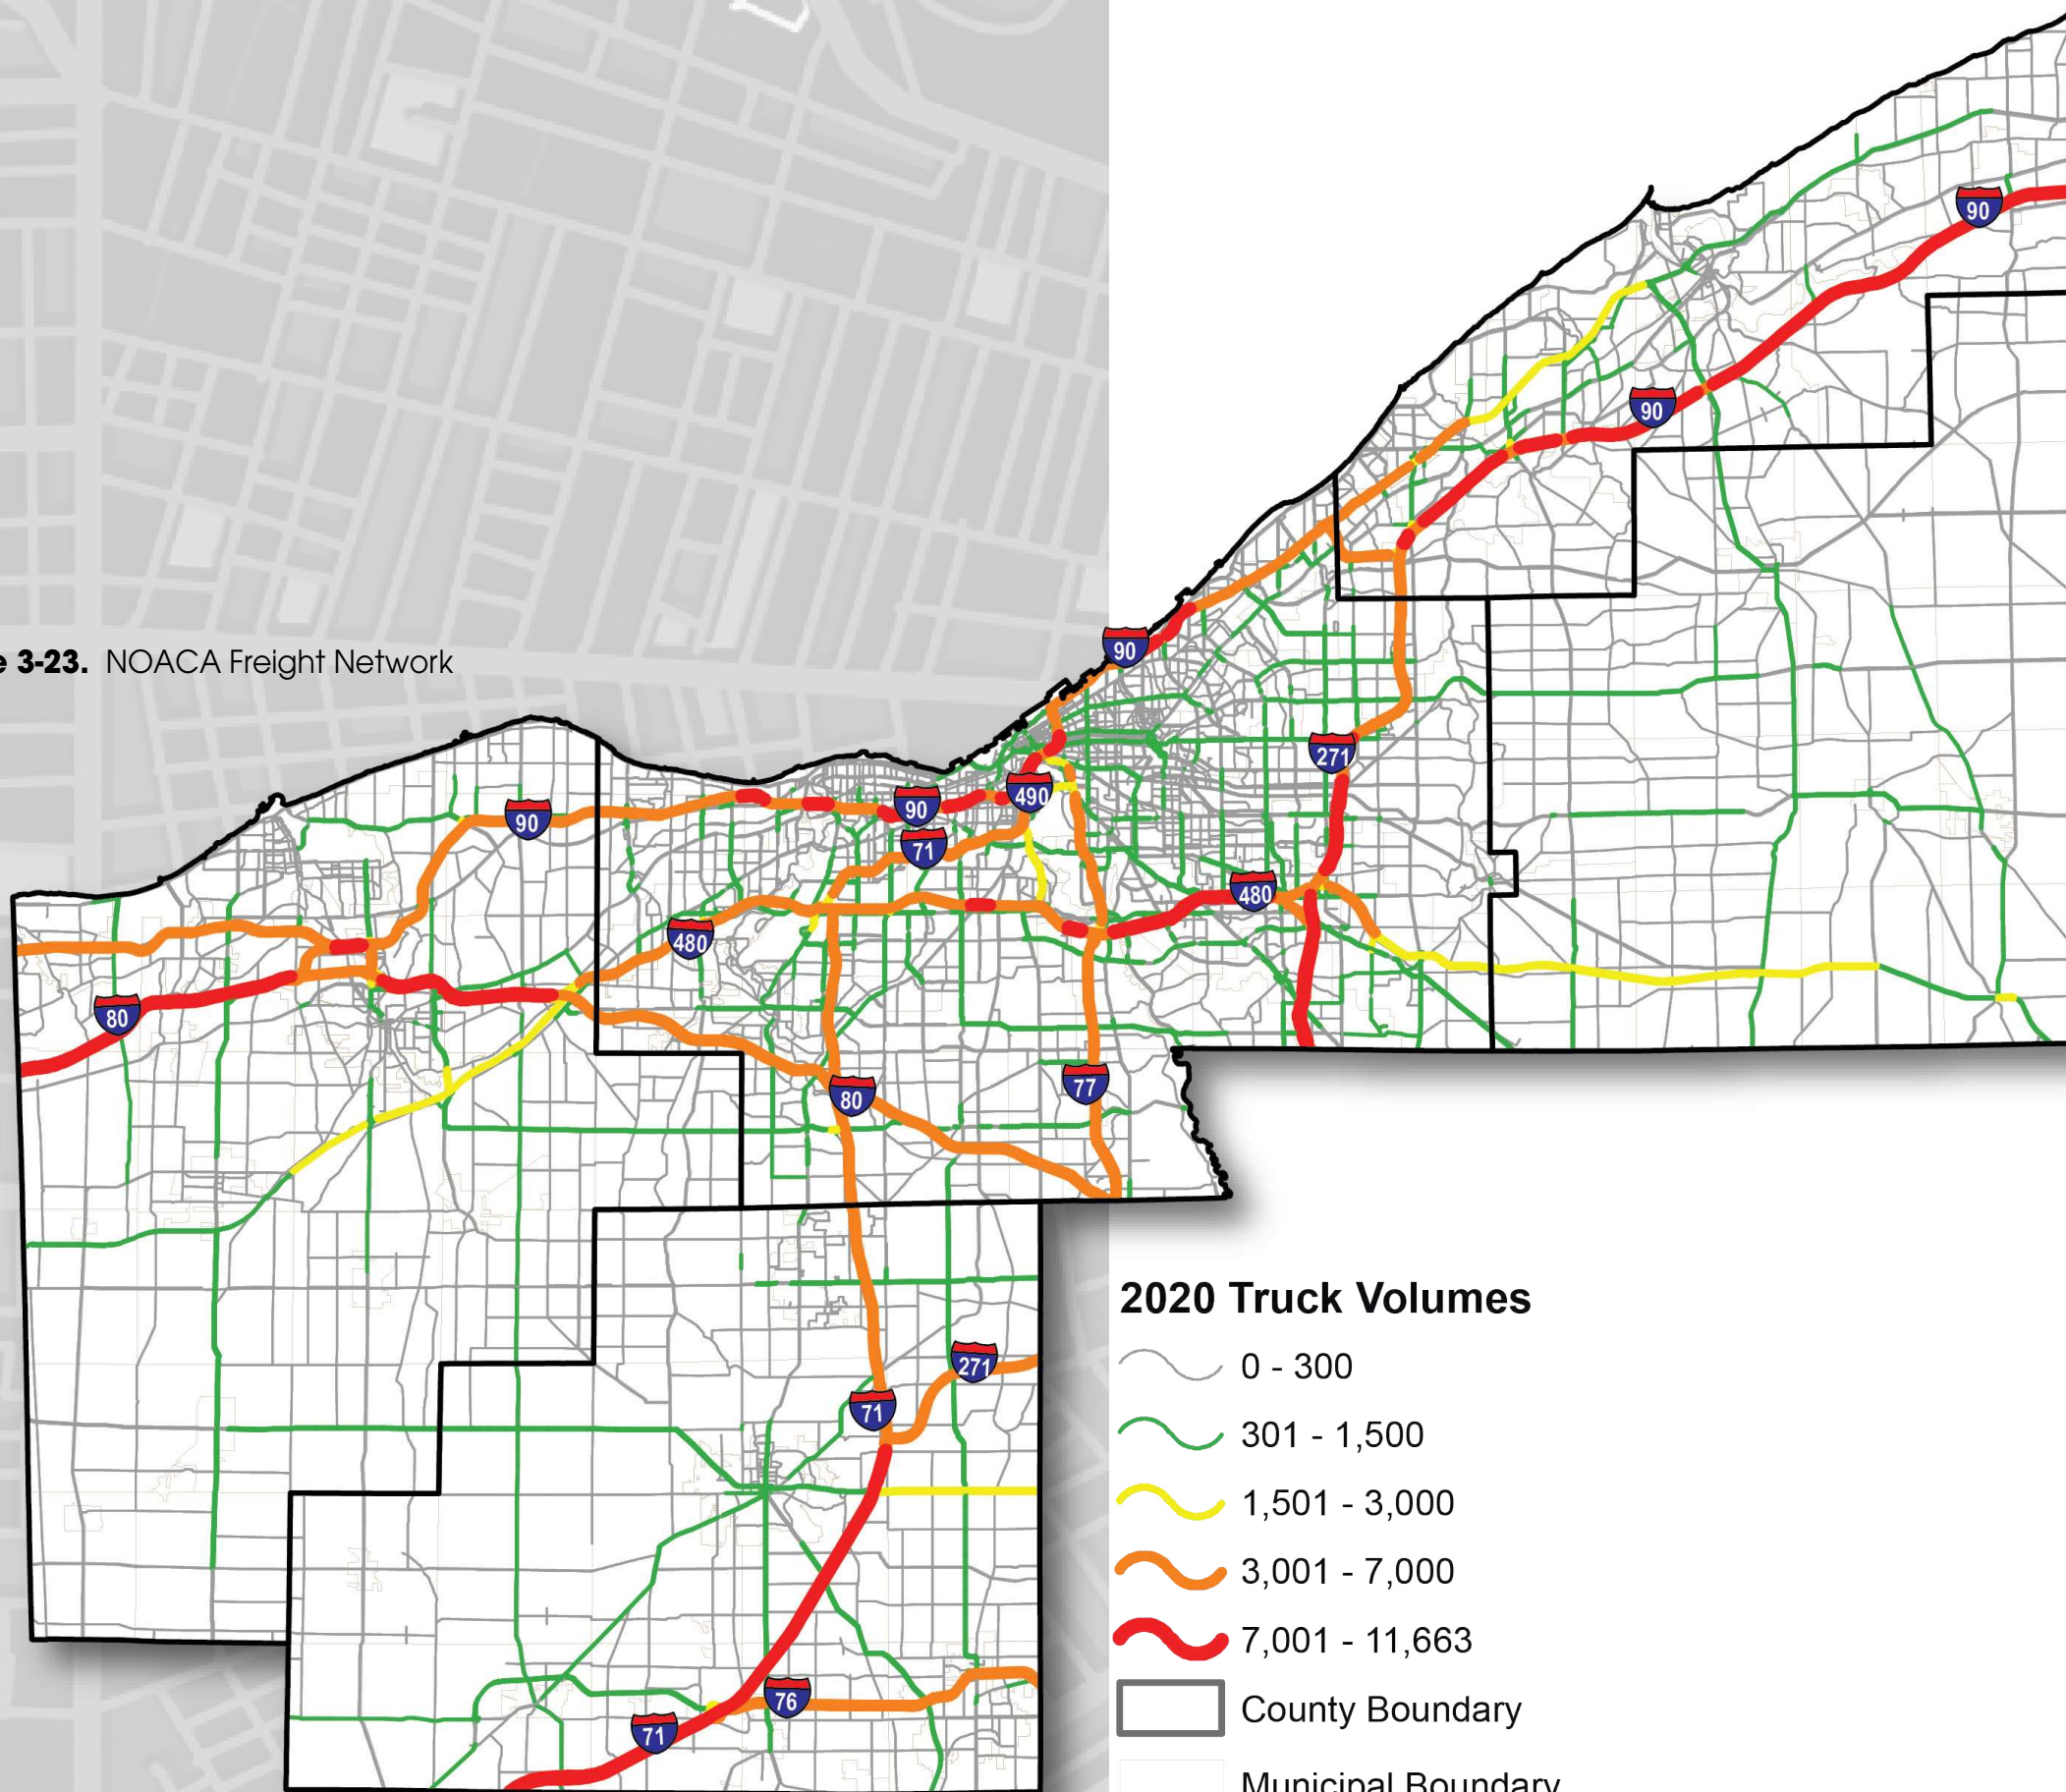 90
90
90
e 3-23. NOACA Freight Network
271
90
90
490
71
480
480
80
80
77
271
71
76
71
2020 Truck Volumes
0 - 300
301 - 1,500
1,501 - 3,000
3,001 - 7,000
7,001 - 11,663
County Boundary
Municipal Boundary